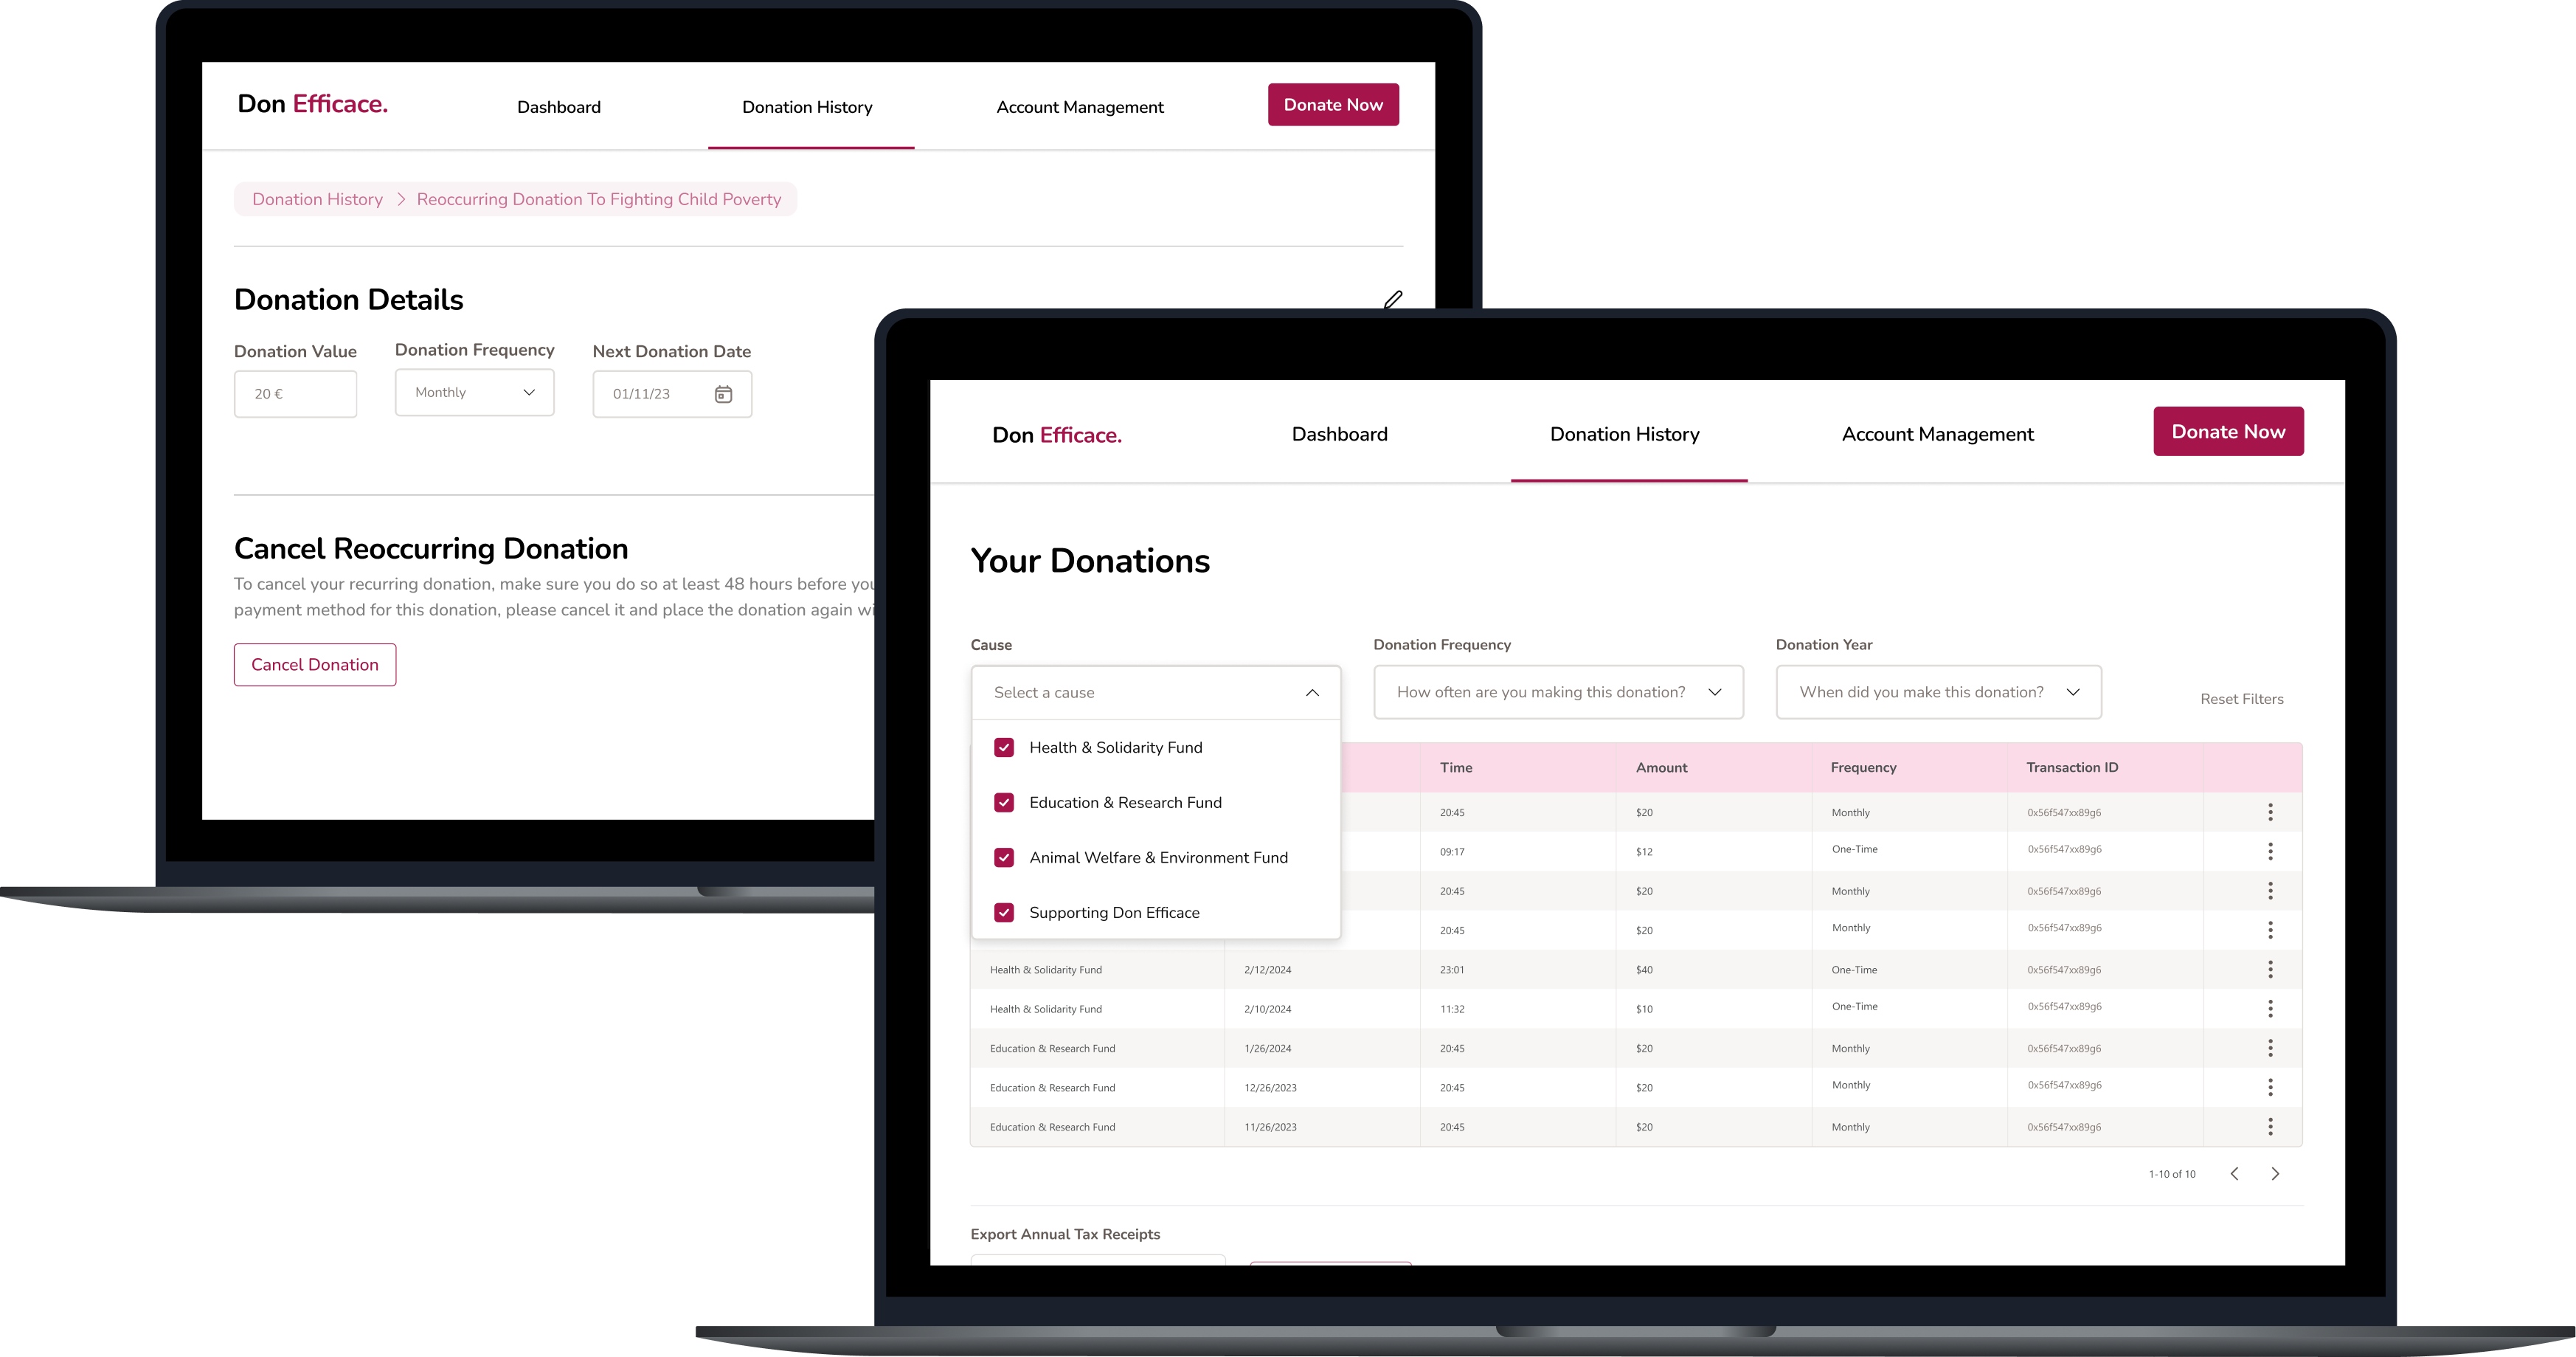 Don Efficace.
Dashboard
Donation History
Account Management
Donate Now
Donation History > Reoccurring Donation To Fighting Child Poverty
Donation Details
Donation Value
Donation Frequency
Next Donation Date
20 €
Monthly
01/11/23
Cancel Reoccurring Donation
To cancel your recurring donation, make sure you do so at least 48 hours before you
payment method for this donation, please cancel it and place the donation again wi
Cancel Donation
Don Efficace.
Dashboard
Donation History
Account Management
Donate Now
Your Donations
Cause
Donation Frequency
Donation Year
Select a cause
How often are you making this donation?
When did you make this donation?
Reset Filters
Health & Solidarity Fund
Education & Research Fund
Animal Welfare & Environment Fund
Supporting Don Efficace
Time Amount Frequency Transaction ID
20:45 $20 Monthly 0x56f547xx89g6
09:17 $12 One-Time 0x56f547xx89g6
20:45 $20 Monthly 0x56f547xx89g6
20:45 $20 Monthly 0x56f547xx89g6
Health & Solidarity Fund 2/12/2024 23:01 $40 One-Time 0x56f547xx89g6
Health & Solidarity Fund 2/10/2024 11:32 $10 One-Time 0x56f547xx89g6
Education & Research Fund 1/26/2024 20:45 $20 Monthly 0x56f547xx89g6
Education & Research Fund 12/26/2023 20:45 $20 Monthly 0x56f547xx89g6
Education & Research Fund 11/26/2023 20:45 $20 Monthly 0x56f547xx89g6
1-10 of 10
Export Annual Tax Receipts